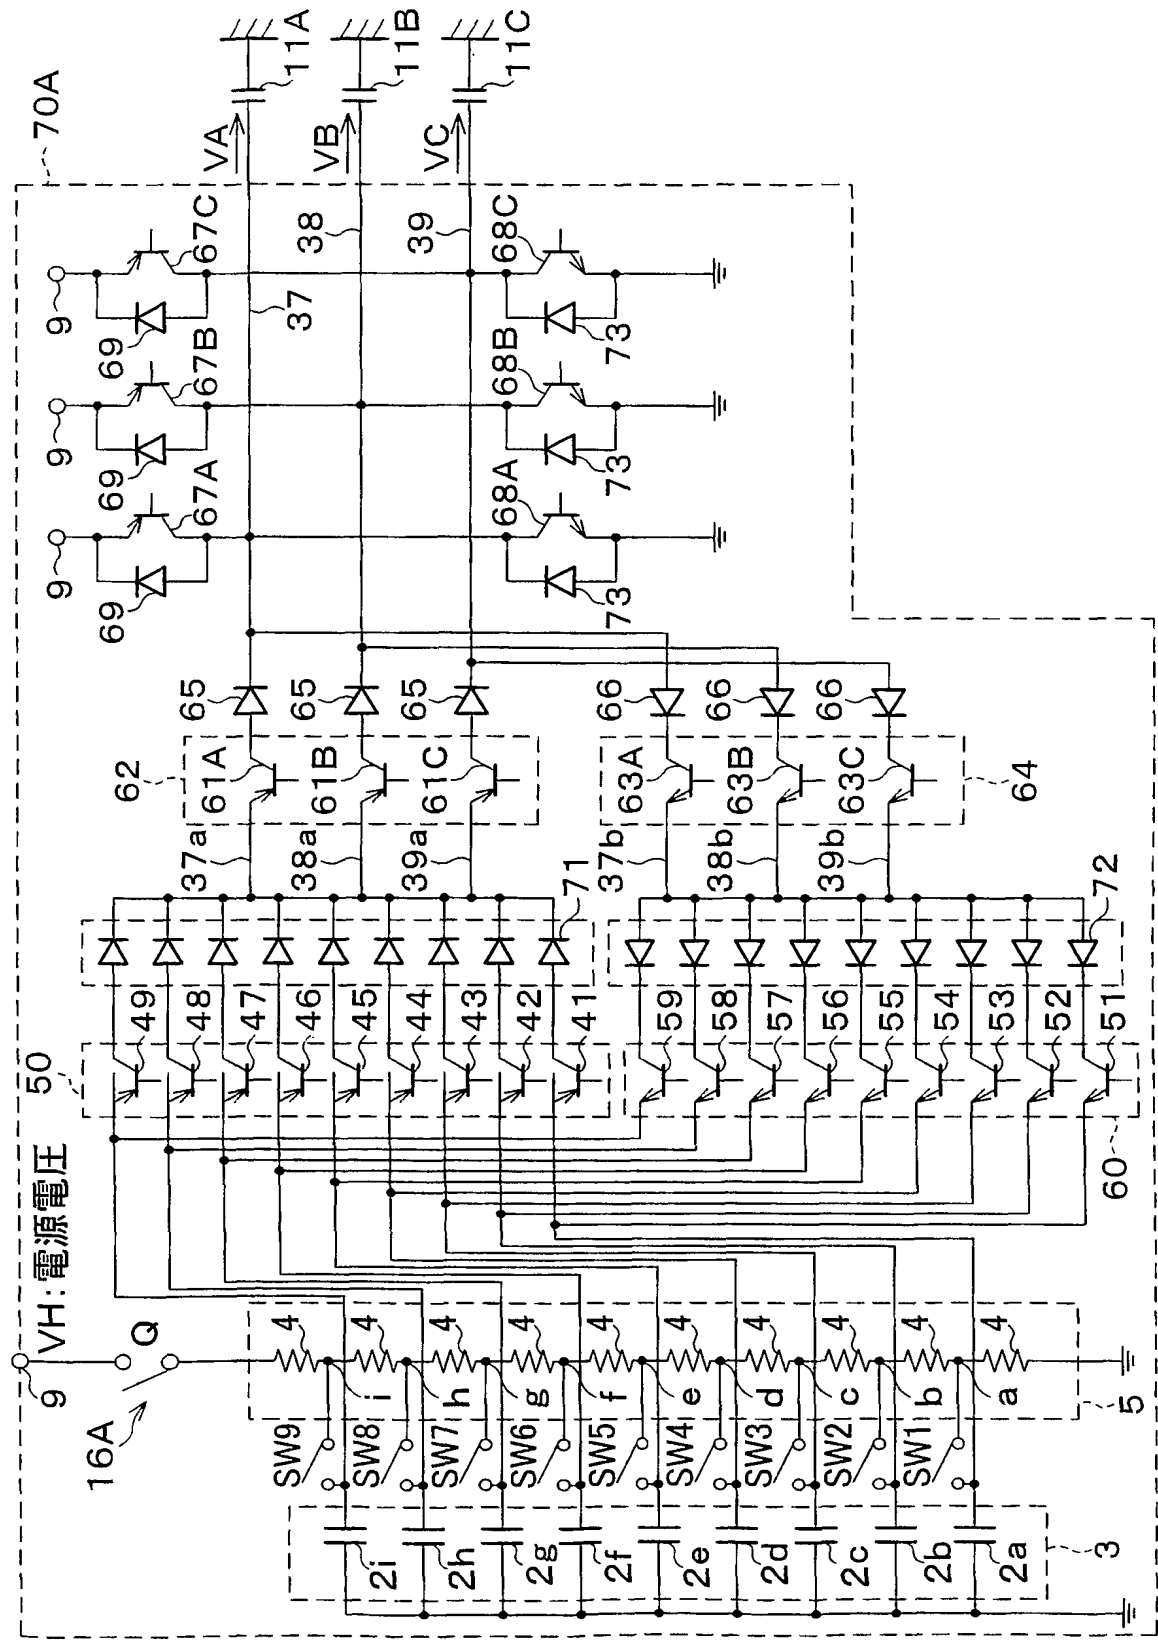 70A
VA
11A
VB
11B
VC
11C
9
69
67C
9
69
67B
9
69
67A
37
38
39
68C
73
68B
73
68A
73
65
65
65
66
66
66
62
61A
61B
61C
63A
63B
63C
64
37a
38a
39a
37b
38b
39b
71
72
50
49
48
47
46
45
44
43
42
41
59
58
57
56
55
54
53
52
51
60
VH:電源電圧
9
Q
16A
4
4
4
4
4
4
4
4
4
4
i
h
g
f
e
d
c
b
a
5
SW9
SW8
SW7
SW6
SW5
SW4
SW3
SW2
SW1
2i
2h
2g
2f
2e
2d
2c
2b
2a
3